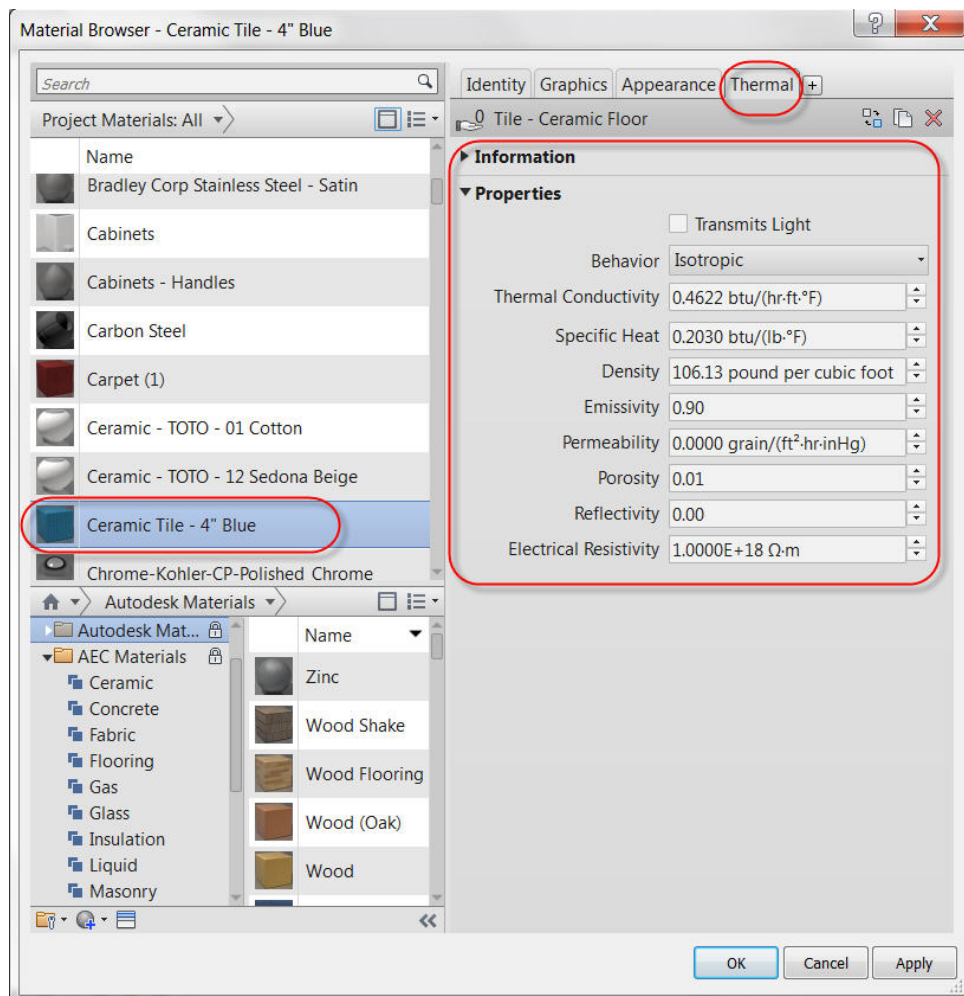 Material Browser - Ceramic Tile - 4" Blue
Search
Project Materials: All
Name
Bradley Corp Stainless Steel - Satin
Cabinets
Cabinets - Handles
Carbon Steel
Carpet (1)
Ceramic - TOTO - 01 Cotton
Ceramic - TOTO - 12 Sedona Beige
Ceramic Tile - 4" Blue
Chrome-Kohler-CP-Polished Chrome
Autodesk Materials
Autodesk Mat...
AEC Materials
Ceramic
Concrete
Fabric
Flooring
Gas
Glass
Insulation
Liquid
Masonry
Name
Zinc
Wood Shake
Wood Flooring
Wood (Oak)
Wood
Identity Graphics Appearance Thermal +
0 Tile - Ceramic Floor
Information
Properties
Transmits Light
Behavior Isotropic
Thermal Conductivity 0.4622 btu/(hr·ft·°F)
Specific Heat 0.2030 btu/(lb·°F)
Density 106.13 pound per cubic foot
Emissivity 0.90
Permeability 0.0000 grain/(ft²·hr·inHg)
Porosity 0.01
Reflectivity 0.00
Electrical Resistivity 1.0000E+18 Ω·m
OK Cancel Apply